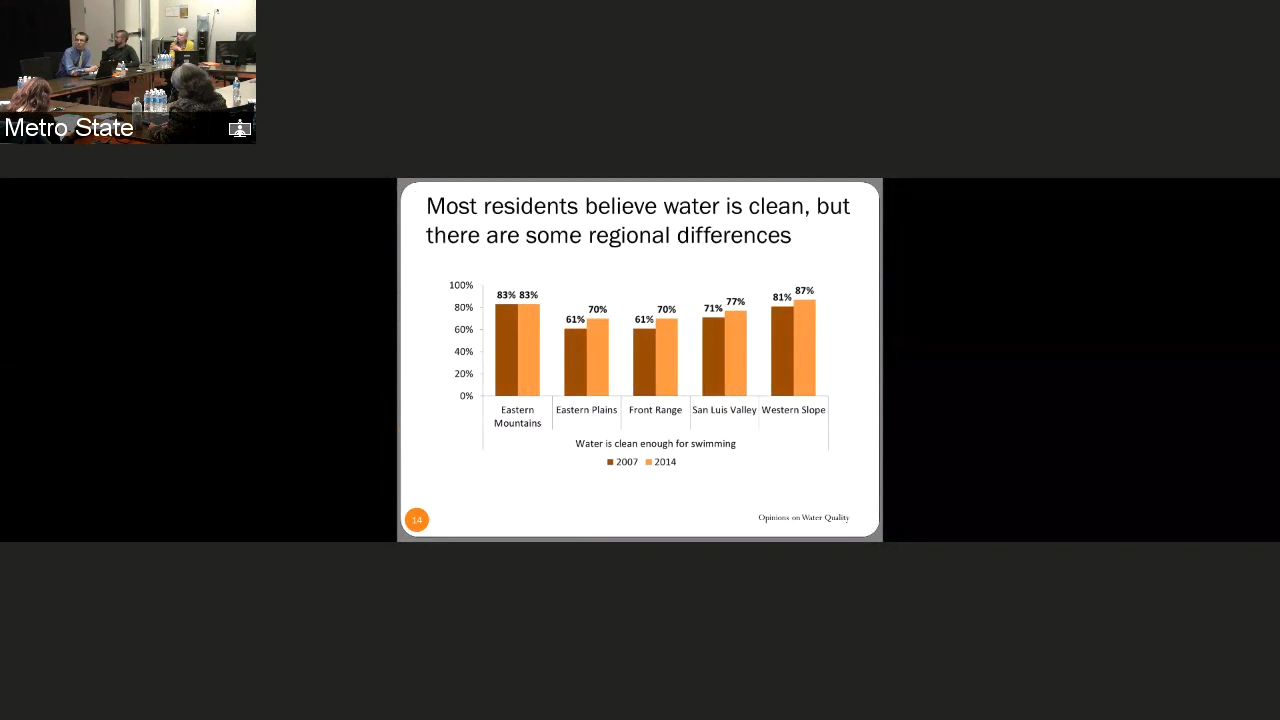 Metro State
Most residents believe water is clean, but
there are some regional differences
100%
80%
60%
40%
20%
0%
83% 83%
61% 70%
61% 70%
71% 77%
81% 87%
Eastern
Mountains
Eastern Plains
Front Range
San Luis Valley
Western Slope
Water is clean enough for swimming
2007 2014
14
Opinions on Water Quality